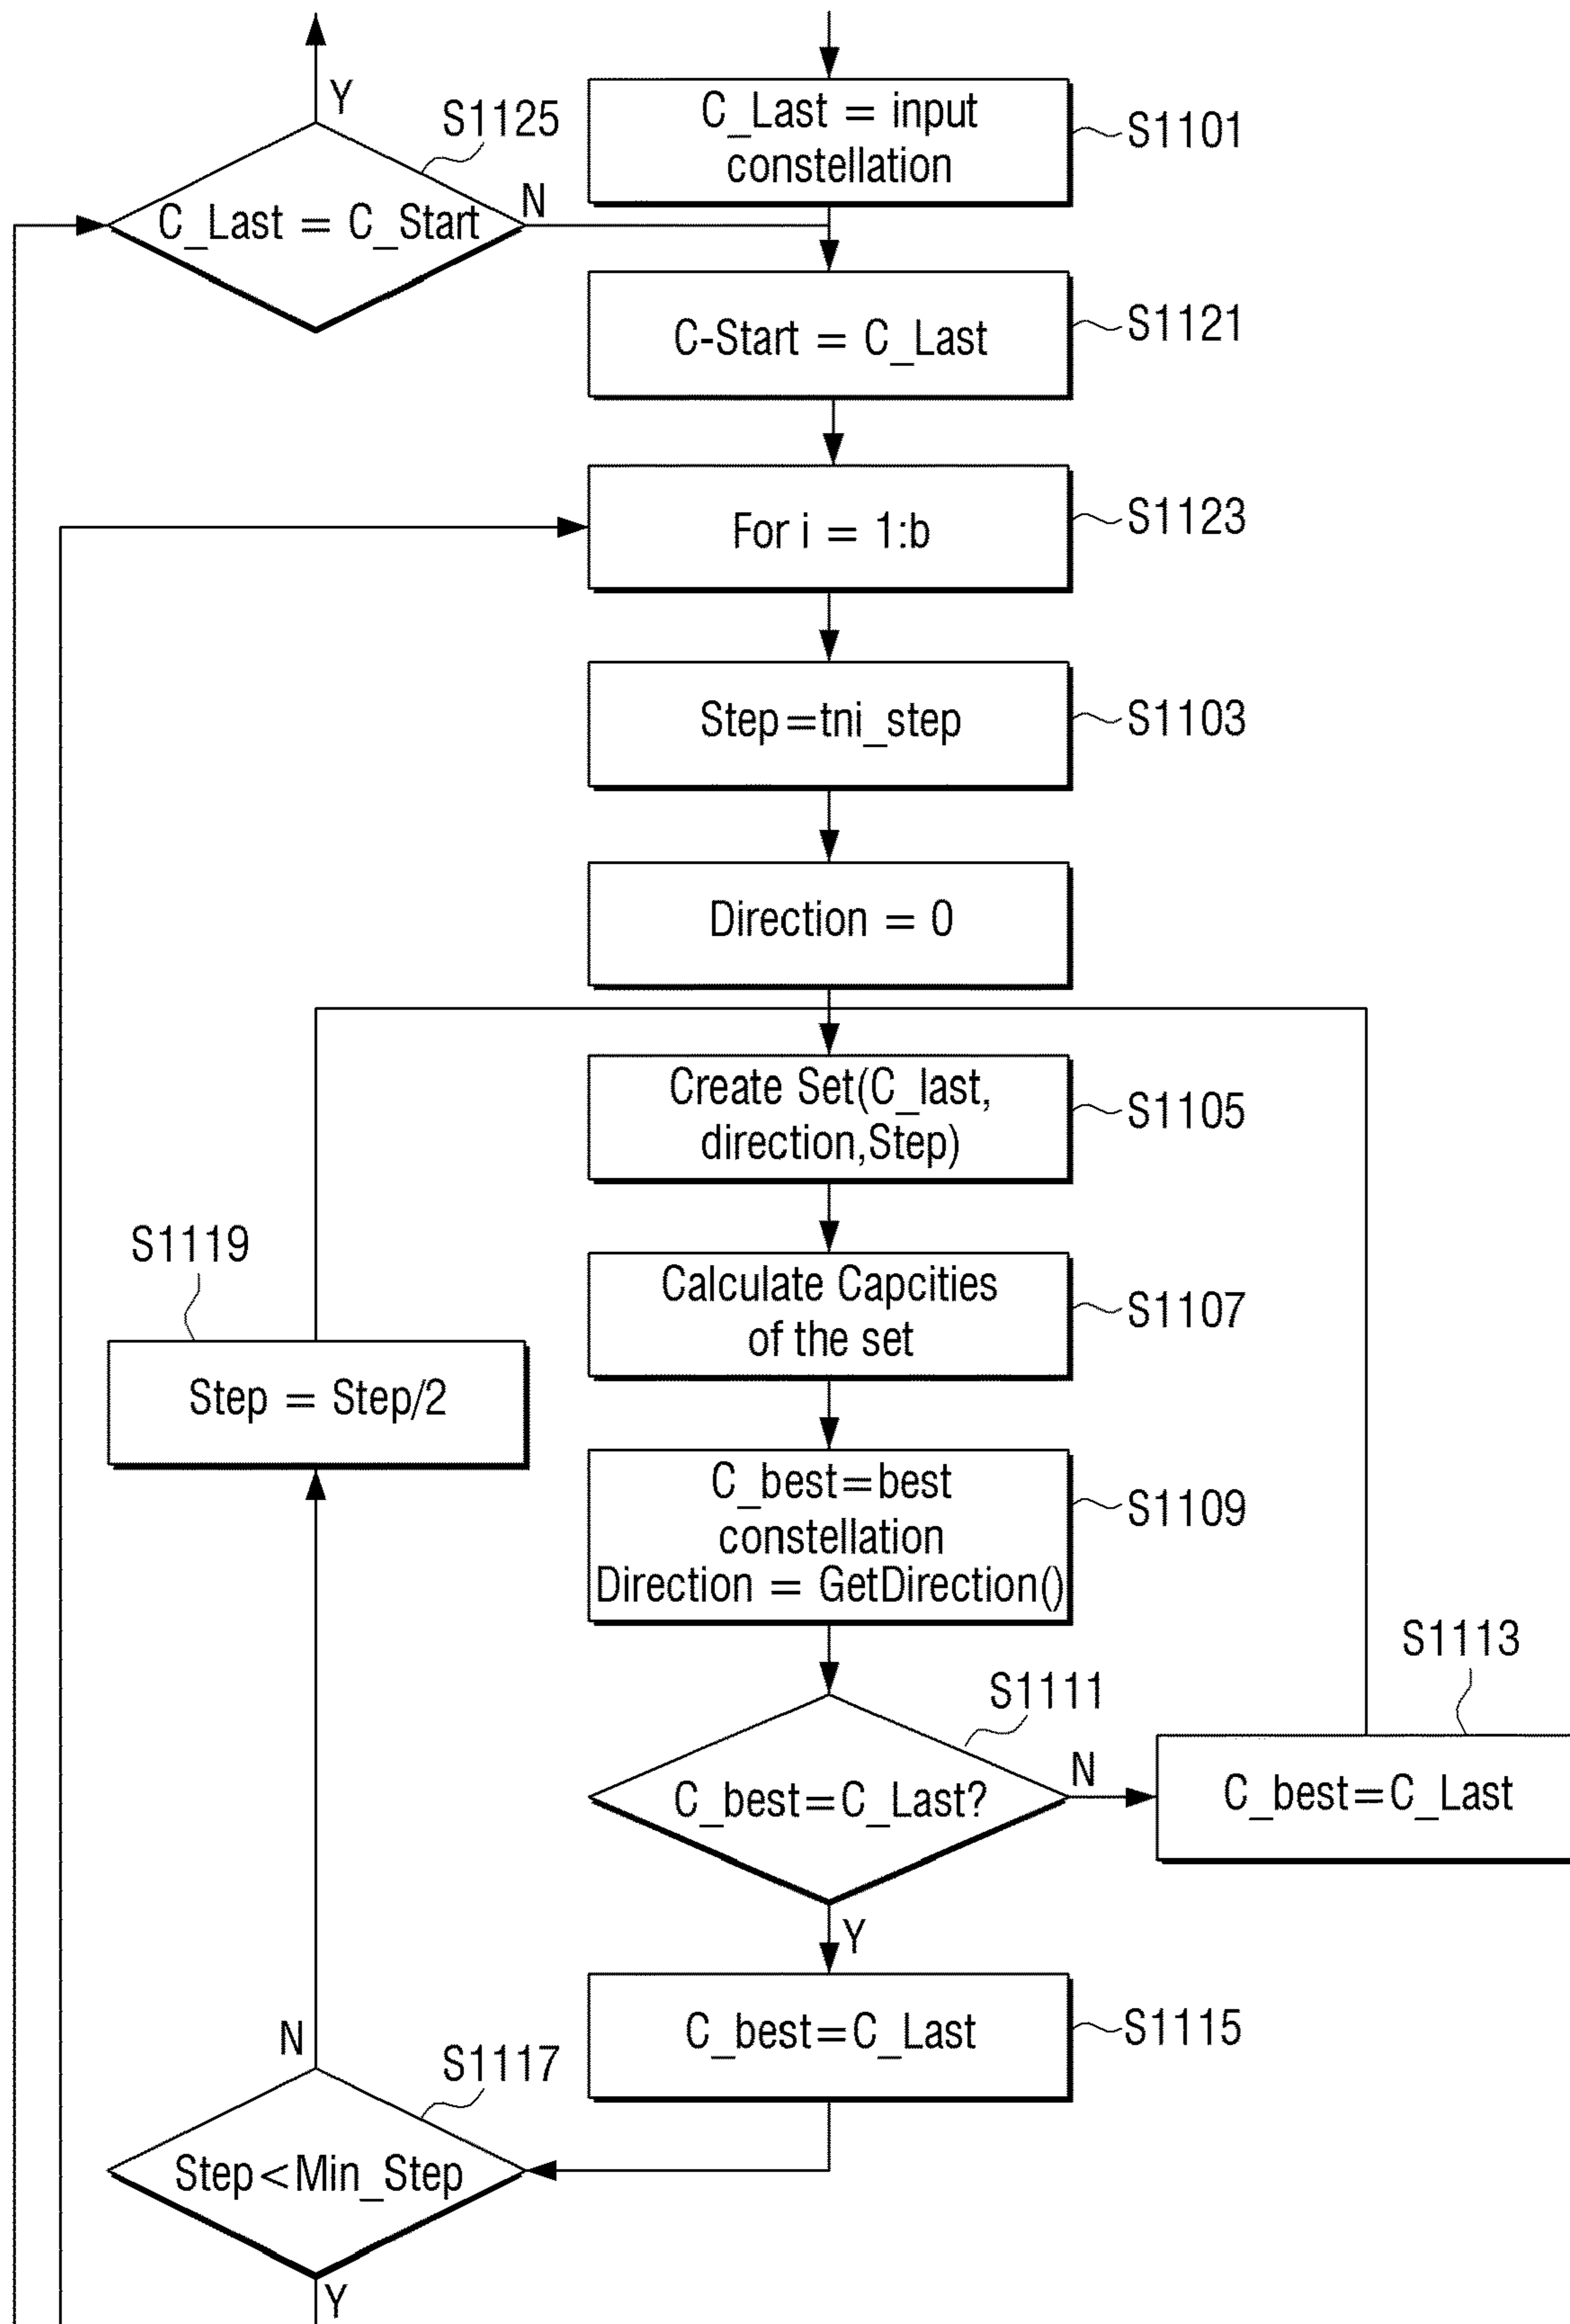 Y
S1125
C_Last = C_Start
N
C_Last = input
constellation
S1101
C-Start = C_Last
S1121
For i = 1:b
S1123
Step=tni_step
S1103
Direction = 0
Create Set(C_last,
direction,Step)
S1105
Calculate Capcities
of the set
S1107
S1119
Step = Step/2
C_best=best
constellation
Direction = GetDirection()
S1109
S1111
C_best=C_Last?
N
S1113
C_best=C_Last
Y
C_best=C_Last
S1115
N
S1117
Step<Min_Step
Y